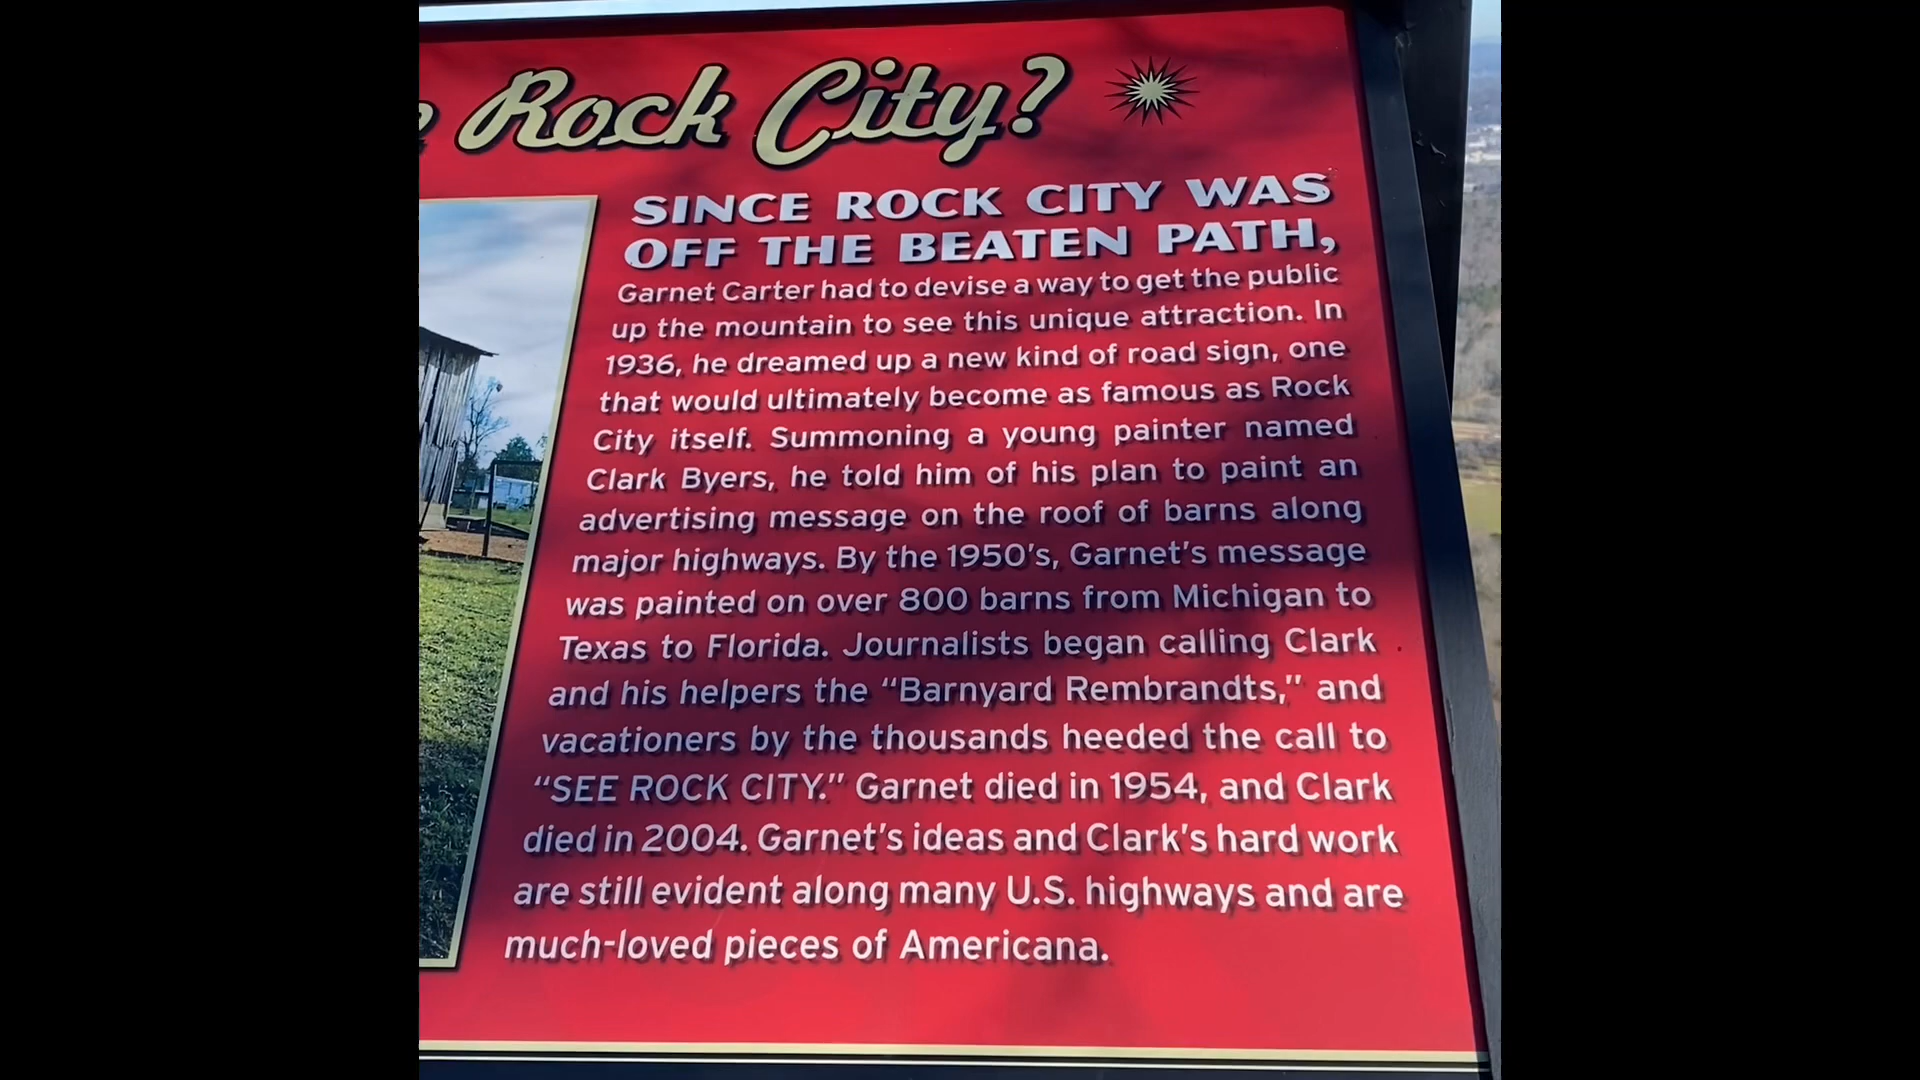 Rock City?
SINCE ROCK CITY WAS
OFF THE BEATEN PATH,
Garnet Carter had to devise a way to get the public
up the mountain to see this unique attraction. In
1936, he dreamed up a new kind of road sign, one
that would ultimately become as famous as Rock
City itself. Summoning a young painter named
Clark Byers, he told him of his plan to paint an
advertising message on the roof of barns along
major highways. By the 1950's, Garnet's message
was painted on over 800 barns from Michigan to
Texas to Florida. Journalists began calling Clark
and his helpers the “Barnyard Rembrandts,” and
vacationers by the thousands heeded the call to
“SEE ROCK CITY.” Garnet died in 1954, and Clark
died in 2004. Garnet's ideas and Clark's hard work
are still evident along many U.S. highways and are
much-loved pieces of Americana.